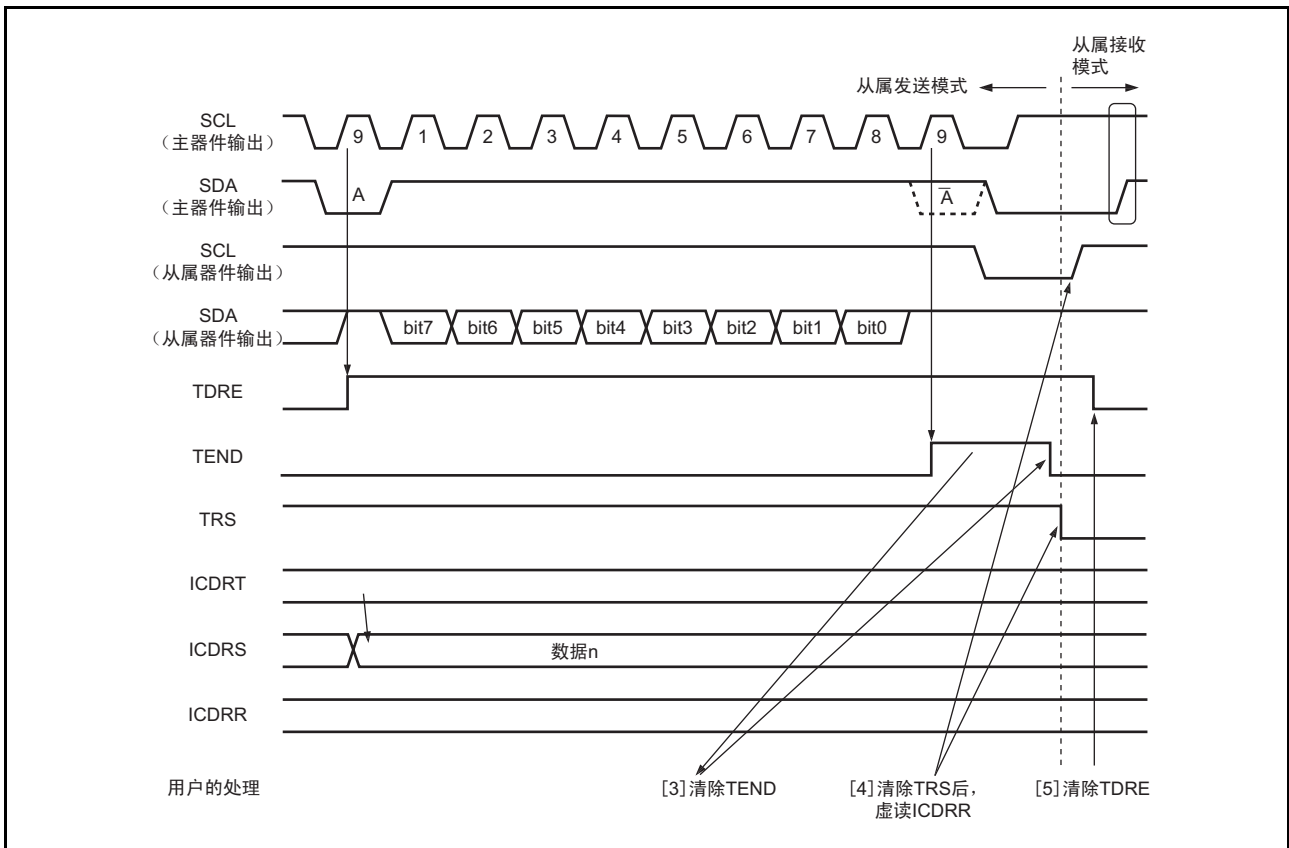 从属接收
模式
从属发送模式
SCL
（主器件输出）
9 1 2 3 4 5 6 7 8 9
SDA
（主器件输出）
A
A̅
SCL
（从属器件输出）
SDA
（从属器件输出）
bit7 bit6 bit5 bit4 bit3 bit2 bit1 bit0
TDRE
TEND
TRS
ICDRT
ICDRS
数据n
ICDRR
用户的处理
[3]清除TEND
[4]清除TRS后，
虚读ICDRR
[5]清除TDRE